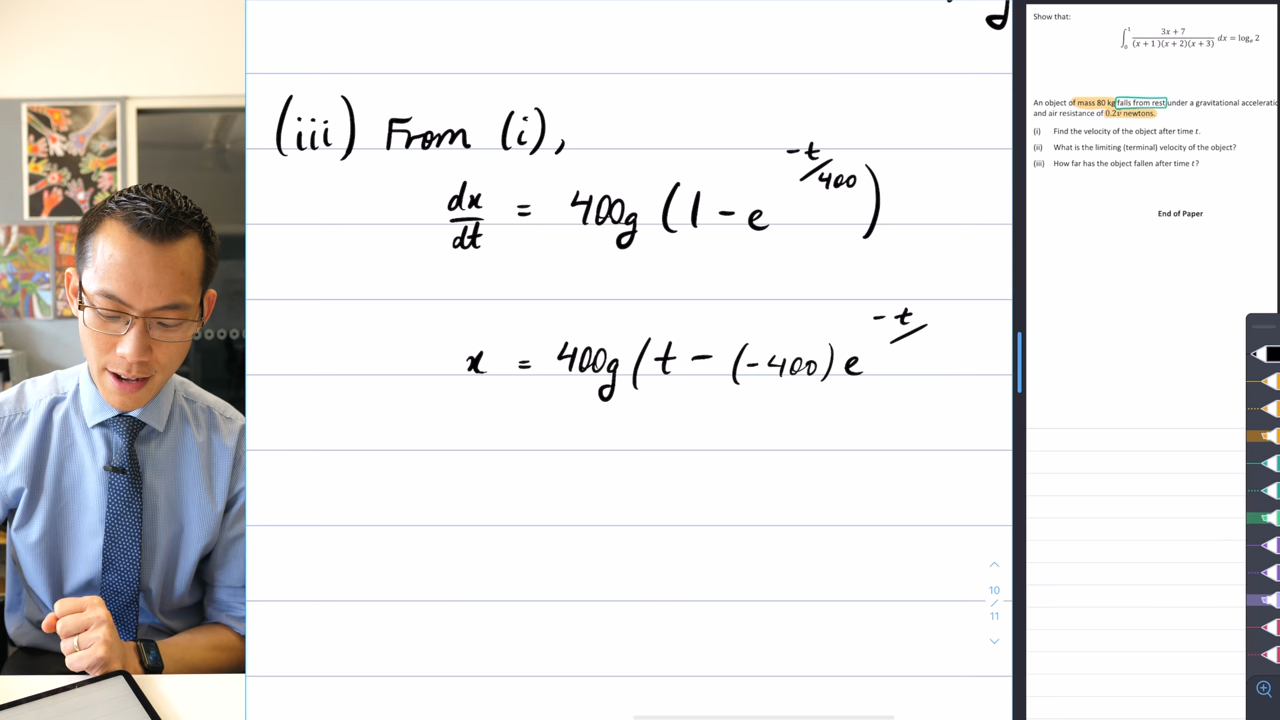 (iii) From (i),
dx/dt = 400g (1 - e^(-t/400))
x = 400g (t - (-400) e^(-t/
10
/
11
Show that:
∫₀¹ (3x + 7)/((x + 1)(x + 2)(x + 3)) dx = logₑ 2
An object of mass 80 kg falls from rest under a gravitational acceleratio
and air resistance of 0.2v newtons.
(i) Find the velocity of the object after time t.
(ii) What is the limiting (terminal) velocity of the object?
(iii) How far has the object fallen after time t?
End of Paper